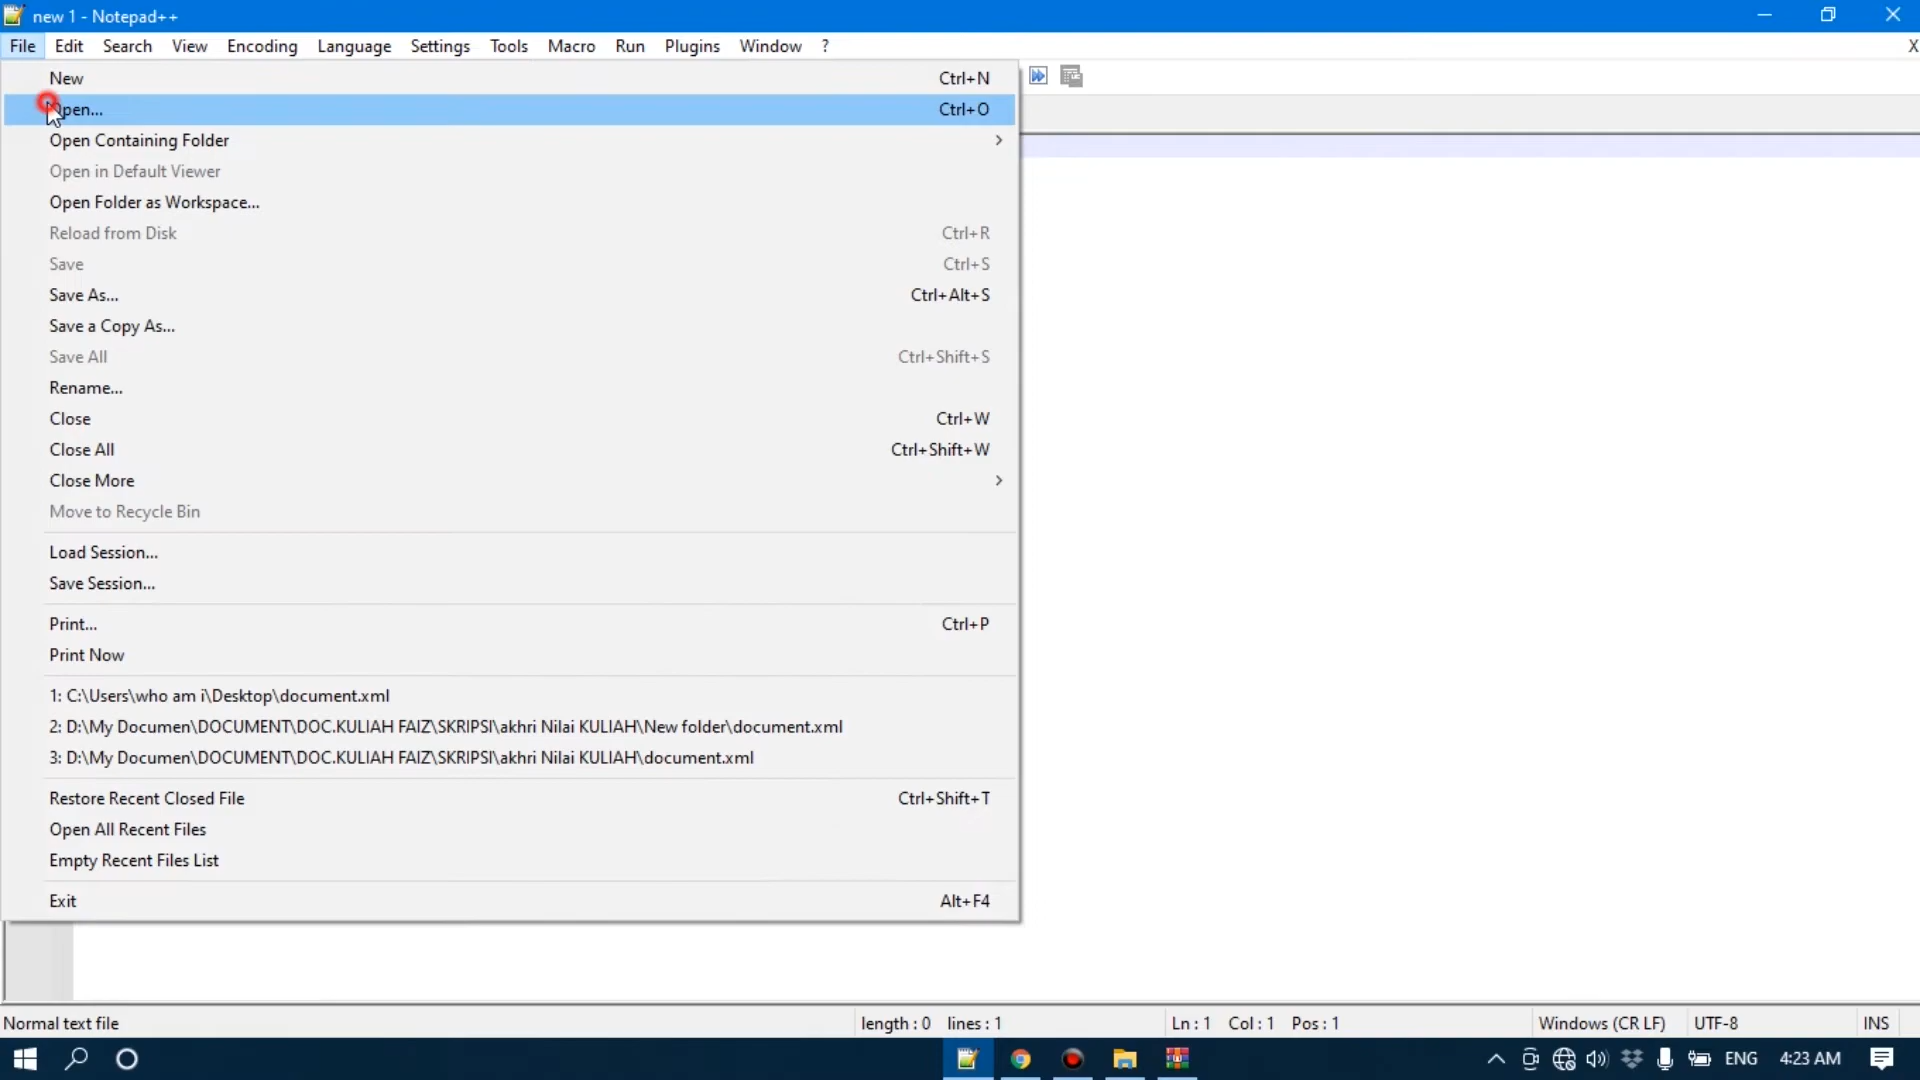 new 1 - Notepad++
File Edit Search View Encoding Language Settings Tools Macro Run Plugins Window ? X
New Ctrl+N
Open... Ctrl+O
Open Containing Folder
Open in Default Viewer
Open Folder as Workspace...
Reload from Disk Ctrl+R
Save Ctrl+S
Save As... Ctrl+Alt+S
Save a Copy As...
Save All Ctrl+Shift+S
Rename...
Close Ctrl+W
Close All Ctrl+Shift+W
Close More
Move to Recycle Bin
Load Session...
Save Session...
Print... Ctrl+P
Print Now
1: C:\Users\who am i\Desktop\document.xml
2: D:\My Documen\DOCUMENT\DOC.KULIAH FAIZ\SKRIPSI\akhri Nilai KULIAH\New folder\document.xml
3: D:\My Documen\DOCUMENT\DOC.KULIAH FAIZ\SKRIPSI\akhri Nilai KULIAH\document.xml
Restore Recent Closed File Ctrl+Shift+T
Open All Recent Files
Empty Recent Files List
Exit Alt+F4
Normal text file length : 0 lines : 1 Ln : 1 Col : 1 Pos : 1 Windows (CR LF) UTF-8 INS
ENG 4:23 AM